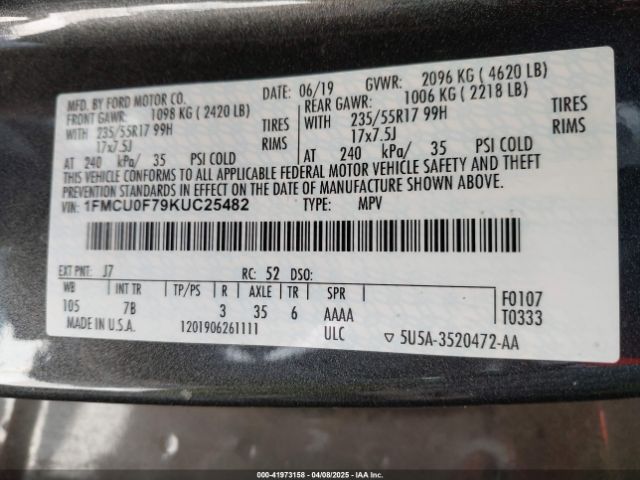 MFD. BY FORD MOTOR CO. DATE: 06/19 GVWR: 2096 KG ( 4620 LB)
FRONT GAWR: 1098 KG ( 2420 LB) REAR GAWR: 1006 KG ( 2218 LB)
WITH 235/55R17 99H TIRES WITH 235/55R17 99H TIRES
17x7.5J RIMS 17x7.5J RIMS
AT 240 kPa/ 35 PSI COLD AT 240 kPa/ 35 PSI COLD
THIS VEHICLE CONFORMS TO ALL APPLICABLE FEDERAL MOTOR VEHICLE SAFETY AND THEFT
PREVENTION STANDARDS IN EFFECT ON THE DATE OF MANUFACTURE SHOWN ABOVE.
VIN: 1FMCU0F79KUC25482 TYPE: MPV
EXT PNT: J7 RC: 52 DSO:
WB INT TR TP/PS R AXLE TR SPR F0107
105 7B 3 35 6 AAAA T0333
MADE IN U.S.A. 1201906261111 ULC ▽ 5U5A-3520472-AA
000-41973158 - 04/08/2025 - IAAI.com, IAA, Inc.